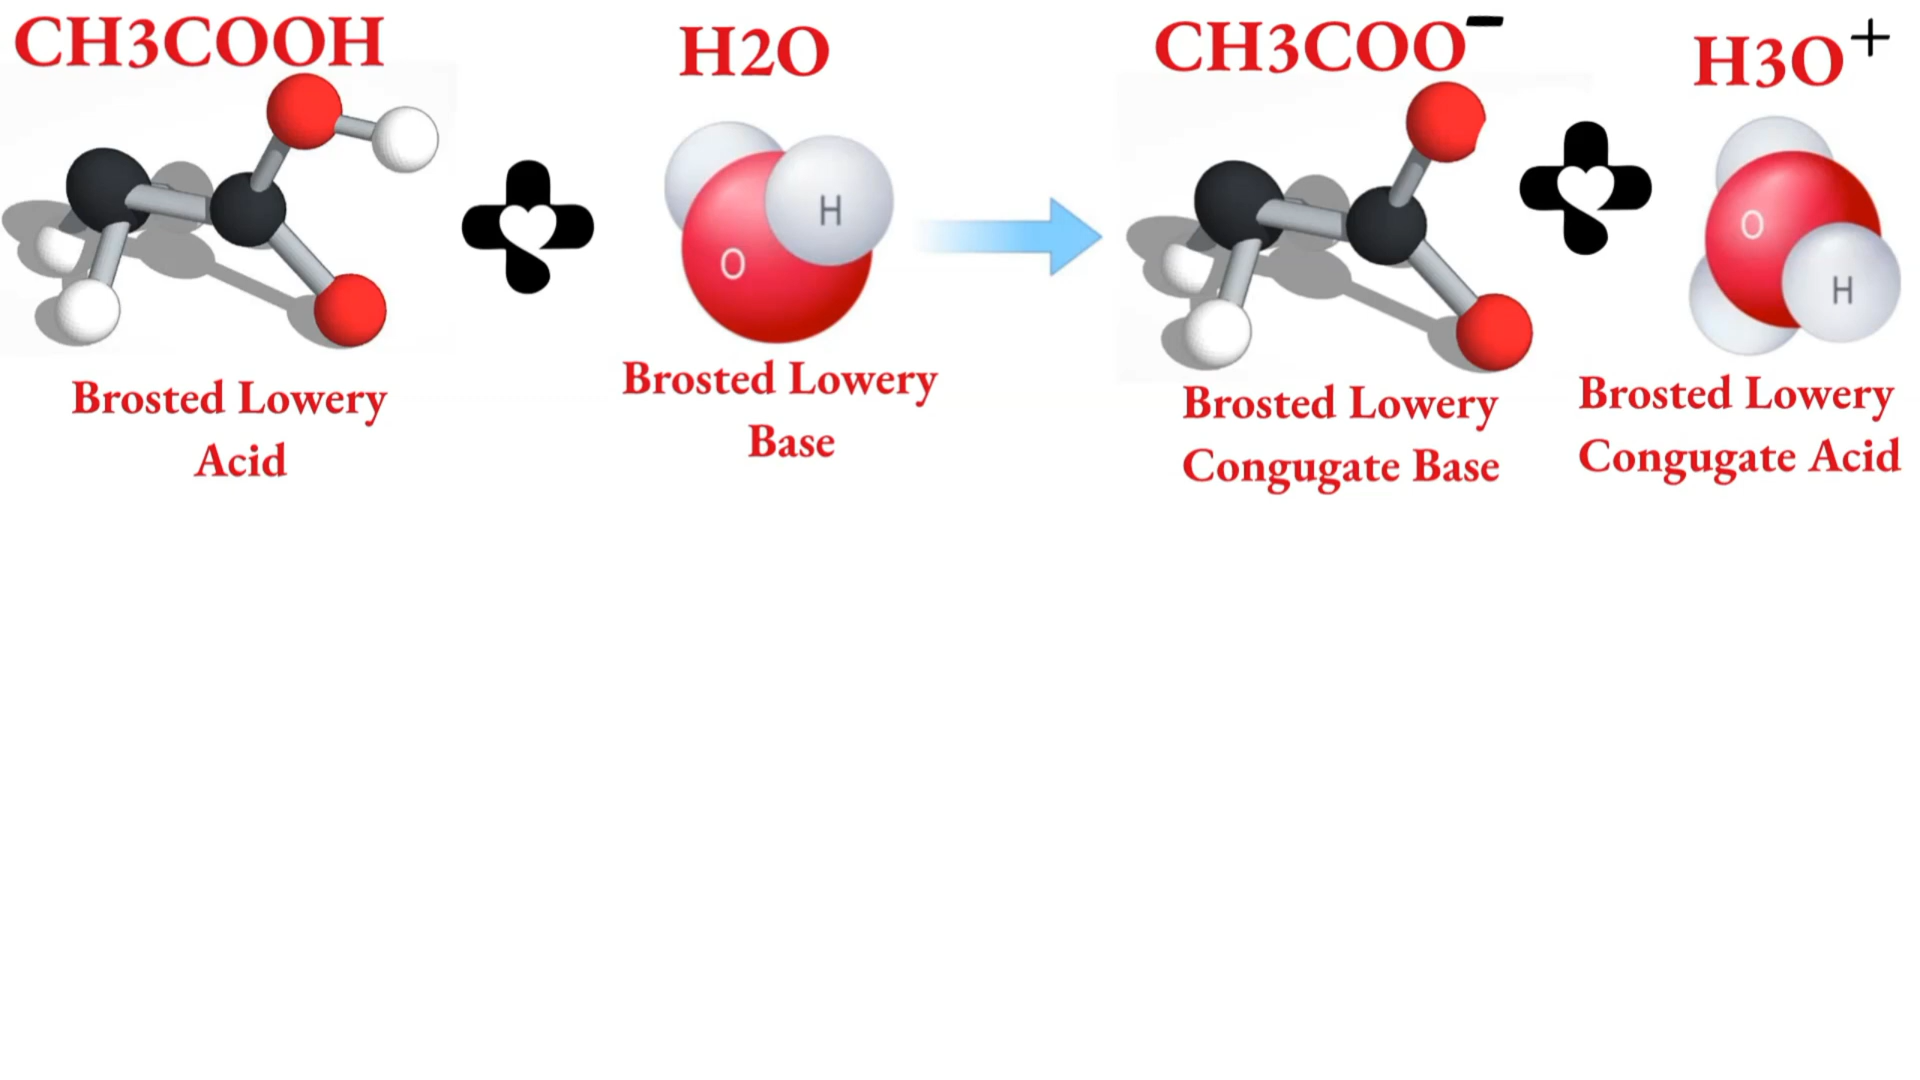 CH3COOH
H2O
CH3COO⁻
H3O⁺
H
O
O
H
Brosted Lowery
Acid
Brosted Lowery
Base
Brosted Lowery
Congugate Base
Brosted Lowery
Congugate Acid